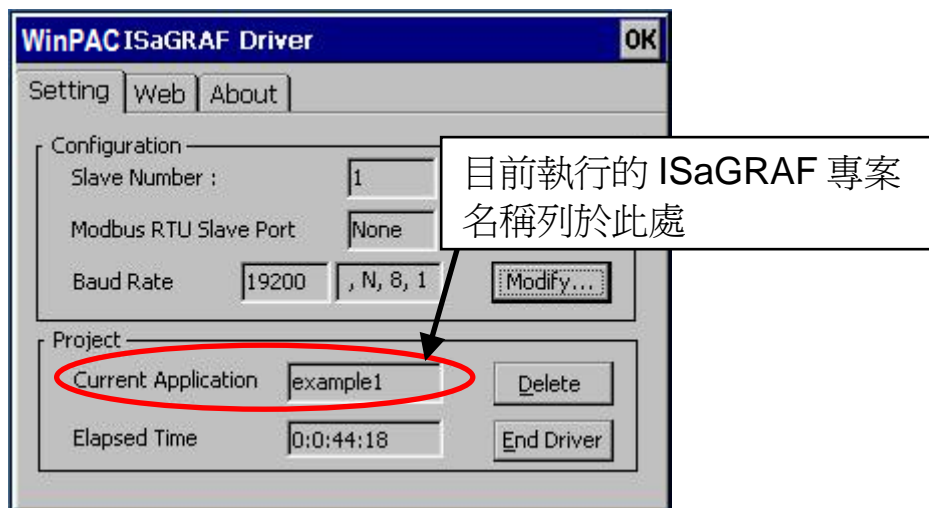 WinPAC ISaGRAF Driver OK
Setting Web About
Configuration
Slave Number : 1
Modbus RTU Slave Port None
Baud Rate 19200 , N, 8, 1 Modify...
目前執行的 ISaGRAF 專案
名稱列於此處
Project
Current Application example1 Delete
Elapsed Time 0:0:44:18 End Driver